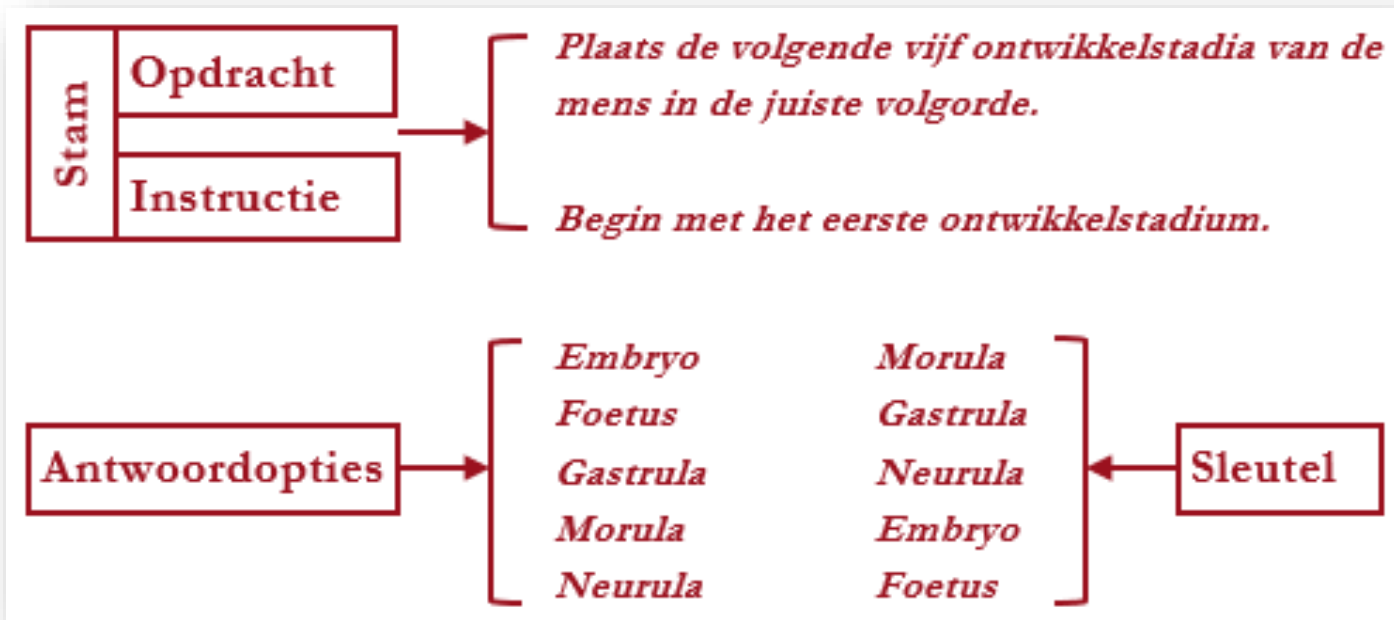 Stam
Opdracht
Instructie
Plaats de volgende vijf ontwikkelstadia van de
mens in de juiste volgorde.
Begin met het eerste ontwikkelstadium.
Antwoordopties
Embryo
Foetus
Gastrula
Morula
Neurula
Morula
Gastrula
Neurula
Embryo
Foetus
Sleutel